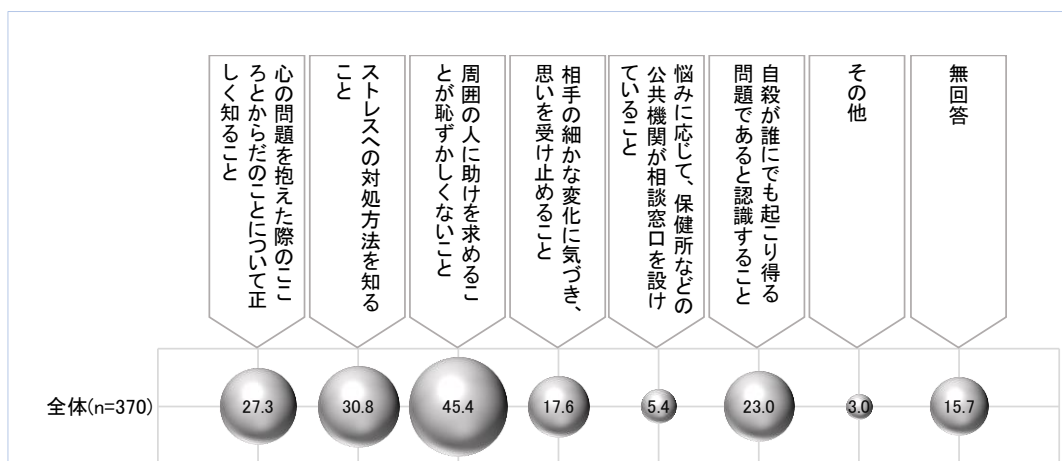 心の問題を抱えた際のここ
ろとからだのことについて正
しく知ること
ストレスへの対処方法を知る
こと
周囲の人に助けを求めるこ
とが恥ずかしくないこと
相手の細かな変化に気づき、
思いを受け止めること
悩みに応じて、保健所などの
公共機関が相談窓口を設け
ていること
自殺が誰にでも起こり得る
問題であると認識すること
その他
無回答
全体(n=370)
27.3
30.8
45.4
17.6
5.4
23.0
3.0
15.7